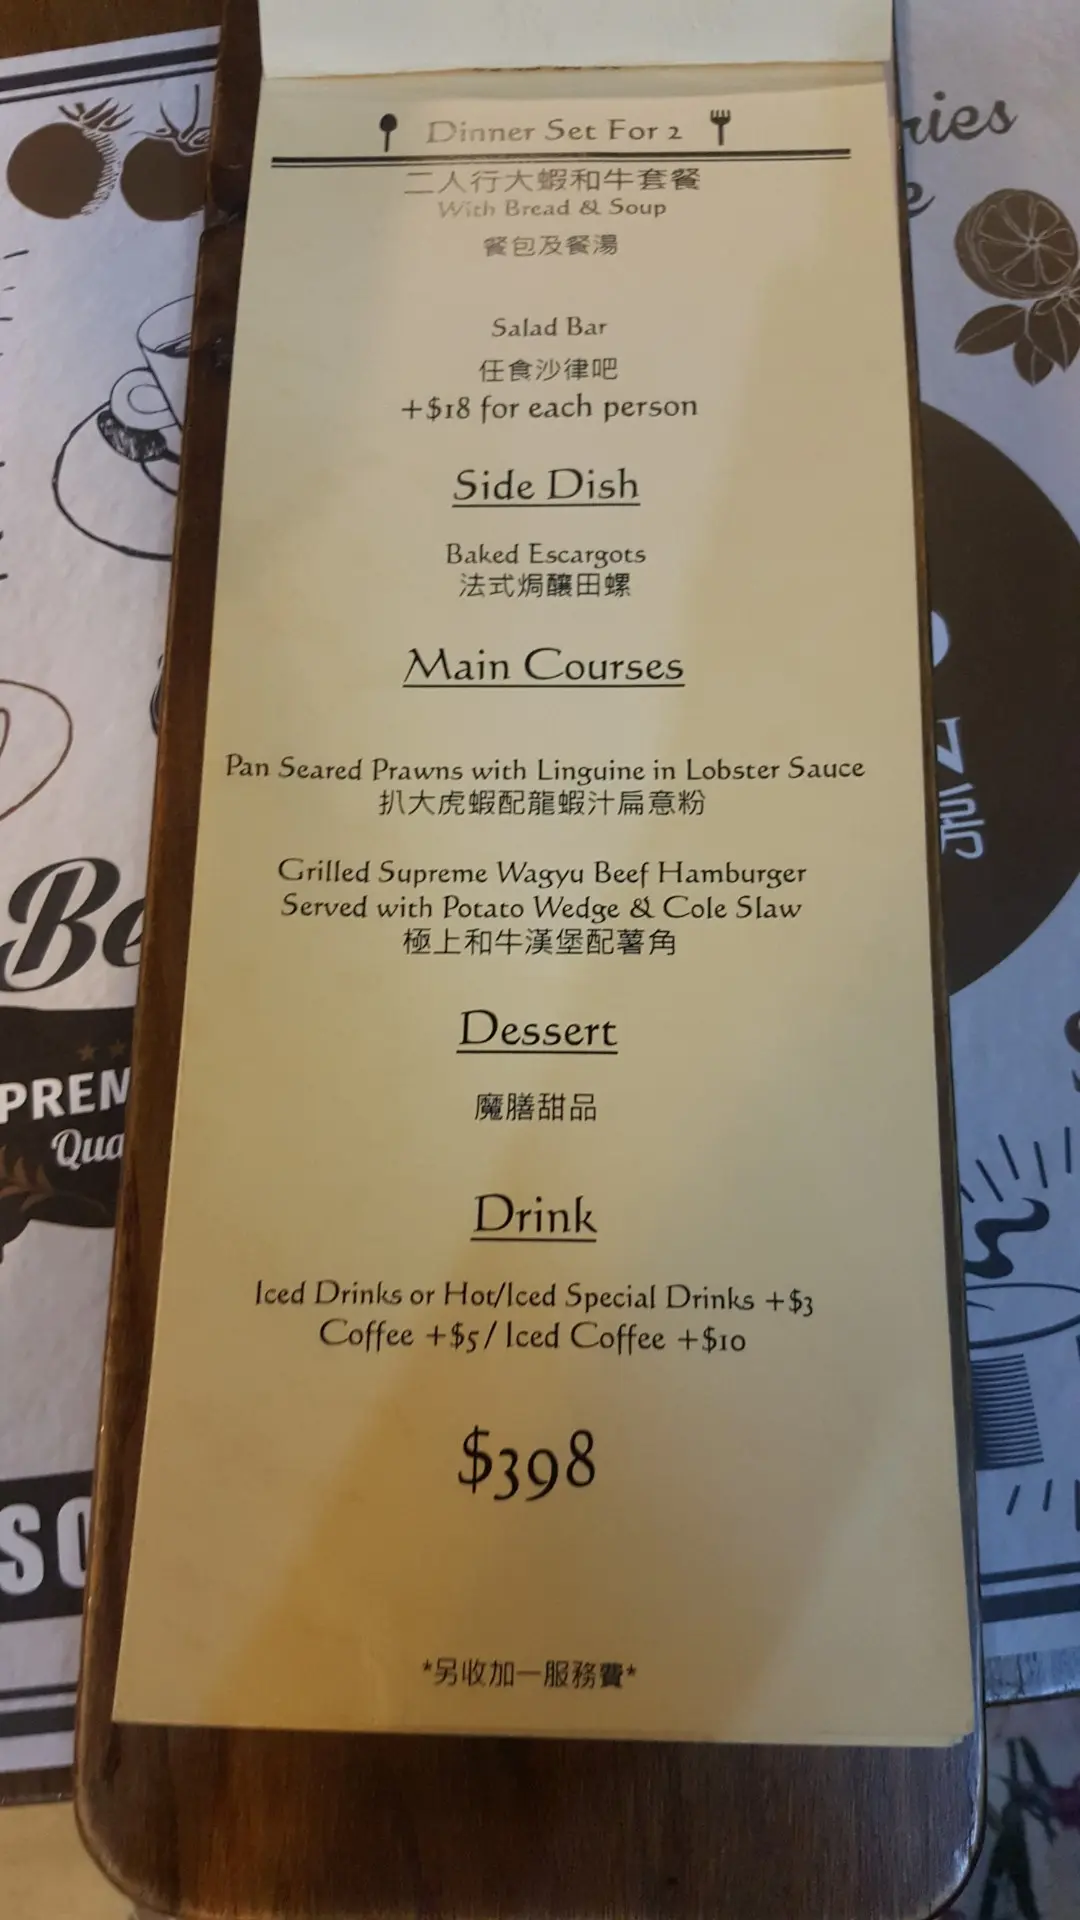 Dinner Set For 2
二人行大蝦和牛套餐
With Bread & Soup
餐包及餐湯
Salad Bar
任食沙律吧
+$18 for each person
Side Dish
Baked Escargots
法式焗釀田螺
Main Courses
Pan Seared Prawns with Linguine in Lobster Sauce
扒大虎蝦配龍蝦汁扁意粉
Grilled Supreme Wagyu Beef Hamburger
Served with Potato Wedge & Cole Slaw
極上和牛漢堡配薯角
Dessert
魔膳甜品
Drink
Iced Drinks or Hot/Iced Special Drinks +$3
Coffee +$5/ Iced Coffee +$10
$398
*另收加一服務費*